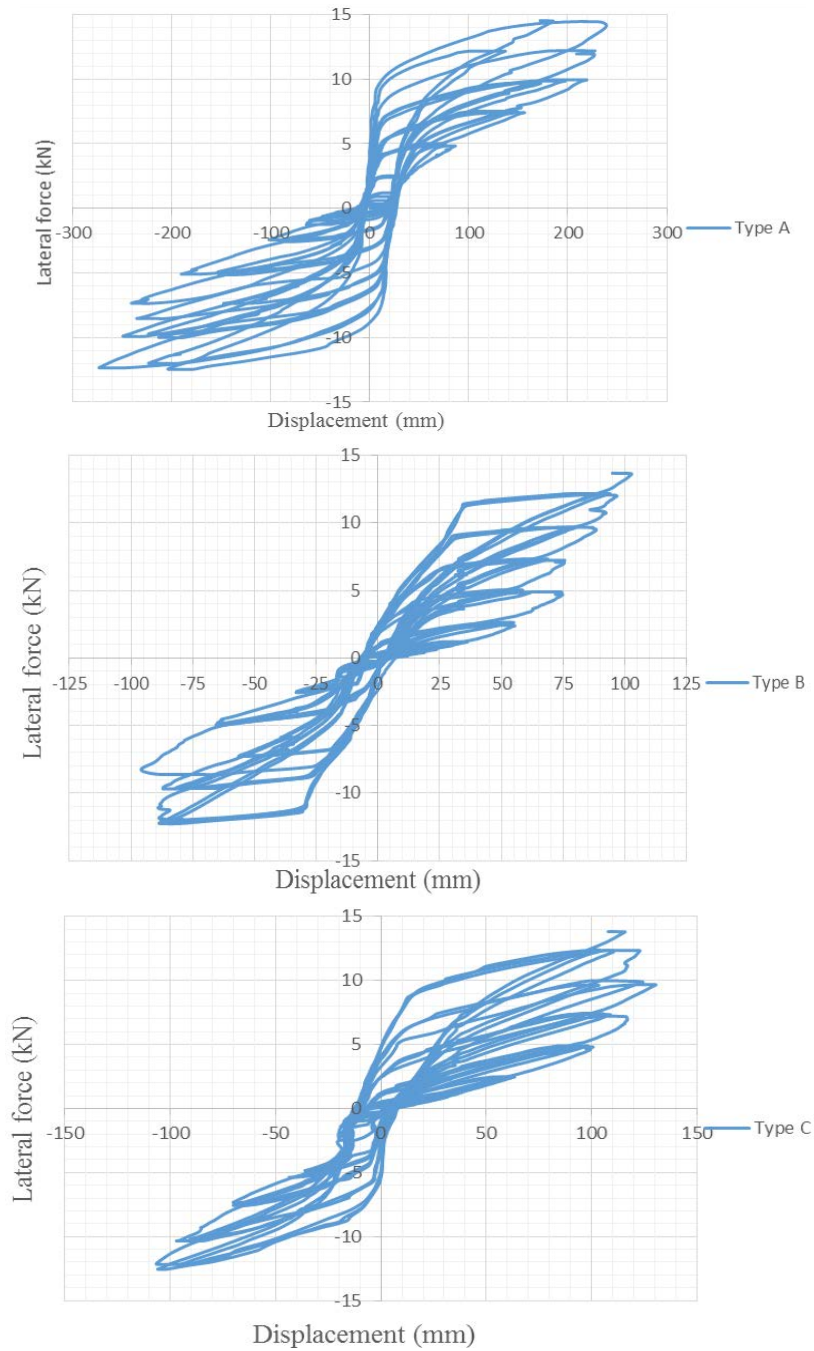 15
10
5
0
-5
-10
-15
-300 -200 -100 0 100 200 300
Lateral force (kN)
Displacement (mm)
Type A
15
10
5
0
-5
-10
-15
-125 -100 -75 -50 -25 0 25 50 75 100 125
Lateral force (kN)
Displacement (mm)
Type B
15
10
5
0
-5
-10
-15
-150 -100 -50 0 50 100 150
Lateral force (kN)
Displacement (mm)
Type C